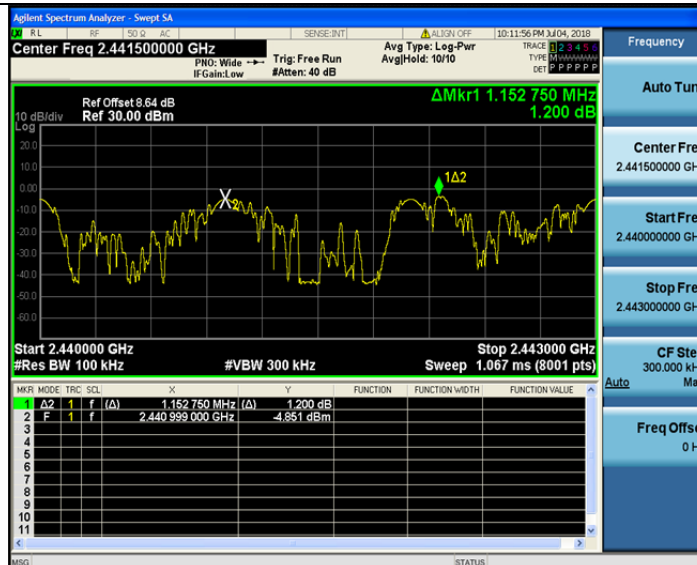 Agilent Spectrum Analyzer - Swept SA
RL RF 50 Ω AC SENSE:INT ALIGN OFF 10:11:56 PM Jul 04, 2018
Center Freq 2.441500000 GHz
PNO: Wide Trig: Free Run Avg Type: Log-Pwr TRACE 1 2 3 4 5 6
IFGain:Low #Atten: 40 dB Avg|Hold: 10/10 TYPE M
DET P P P P P P
Frequency
Auto Tun
Center Fre
2.441500000 GH
Start Fre
2.440000000 GH
Stop Fre
2.443000000 GH
CF Ste
300.000 kH
Auto Ma
Freq Offse
0 H
ΔMkr1 1.152 750 MHz
1.200 dB
Ref Offset 8.64 dB
10 dB/div Ref 30.00 dBm
Log
20.0
10.0
0.00
-10.0
-20.0
-30.0
-40.0
-50.0
-60.0
X2
1Δ2
Start 2.440000 GHz Stop 2.443000 GHz
#Res BW 100 kHz #VBW 300 kHz Sweep 1.067 ms (8001 pts)
MKR MODE TRC SCL X Y FUNCTION FUNCTION WIDTH FUNCTION VALUE
1 Δ2 1 f (Δ) 1.152 750 MHz (Δ) 1.200 dB
2 F 1 f 2.440 999 000 GHz -4.851 dBm
3
4
5
6
7
8
9
10
11
MSG STATUS